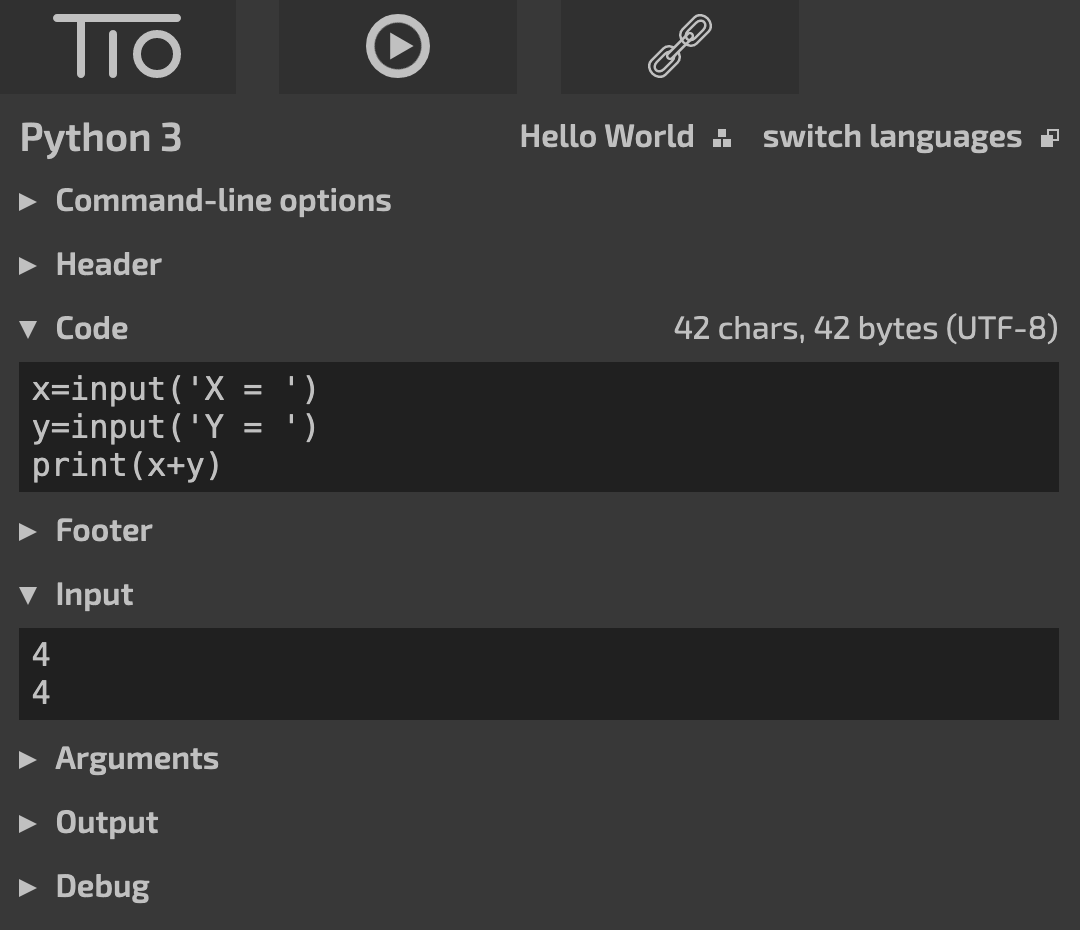 TIO
Python 3 Hello World switch languages
Command-line options
Header
Code 42 chars, 42 bytes (UTF-8)
x=input('X = ')
y=input('Y = ')
print(x+y)
Footer
Input
4
4
Arguments
Output
Debug